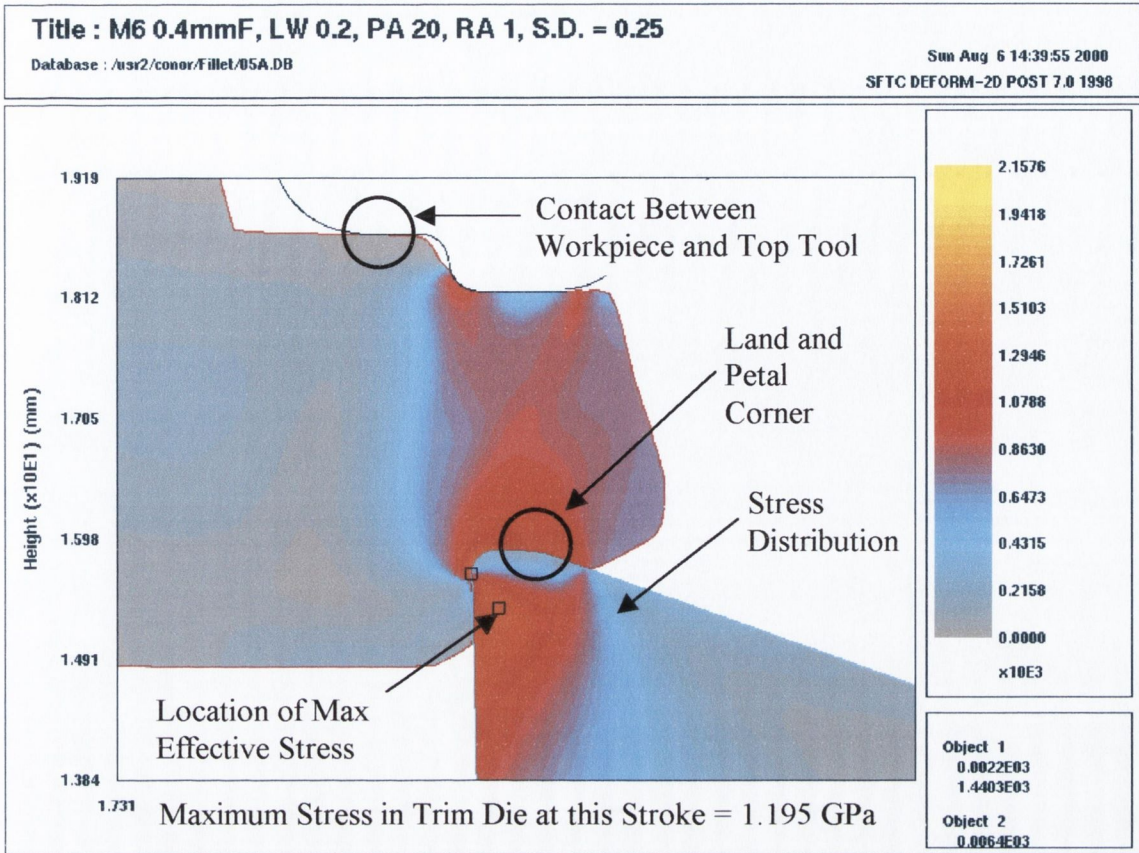 Title : M6 0.4mmF, LW 0.2, PA 20, RA 1, S.D. = 0.25
Database : /usr2/conor/Fillet/05A.DB
Sun Aug 6 14:39:55 2000
SFTC DEFORM-2D POST 7.0 1998
Height (x10E1) (mm)
1.919
1.812
1.705
1.598
1.491
1.384
1.731
Contact Between
Workpiece and Top Tool
Land and
Petal
Corner
Stress
Distribution
Location of Max
Effective Stress
Maximum Stress in Trim Die at this Stroke = 1.195 GPa
2.1576
1.9418
1.7261
1.5103
1.2946
1.0788
0.8630
0.6473
0.4315
0.2158
0.0000
x10E3
Object 1
0.0022E03
1.4403E03
Object 2
0.0064E03